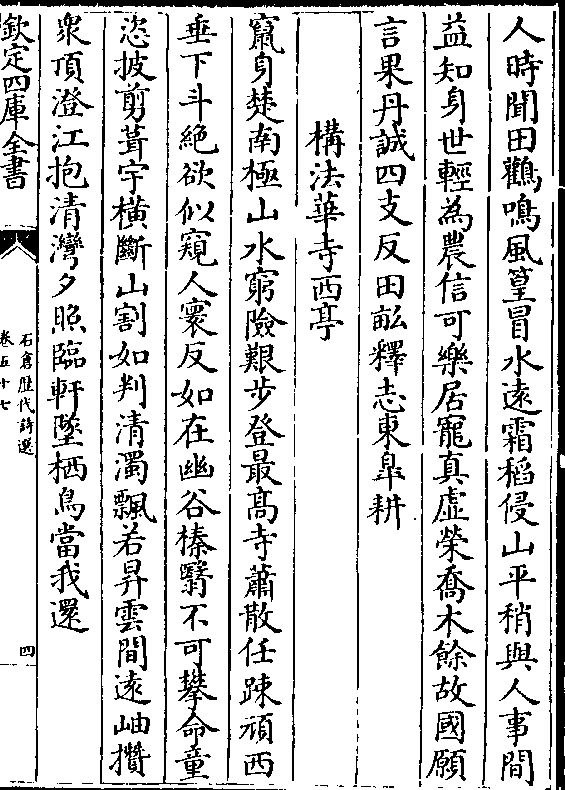 人時聞田鸛鳴風篁冒水遠霜稻侵山平稍與人事間
益知身世輕為農信可樂居寵真虛榮喬木餘故國願
言果丹誠四支反田畝釋志東臯耕
構法華寺西亭
竄身楚南極山水窮險艱步登最高寺蕭散任踈頑西
垂下斗絶欲似窺人寰反如在幽谷榛翳不可攀命童
恣披剪葺宇橫斷山割如判清濁飄若昇雲間遠岫攢
衆頂澄江抱清灣夕照臨軒墜栖鳥當我還
欽定四庫全書
石倉歷代詩選
卷五十七
四